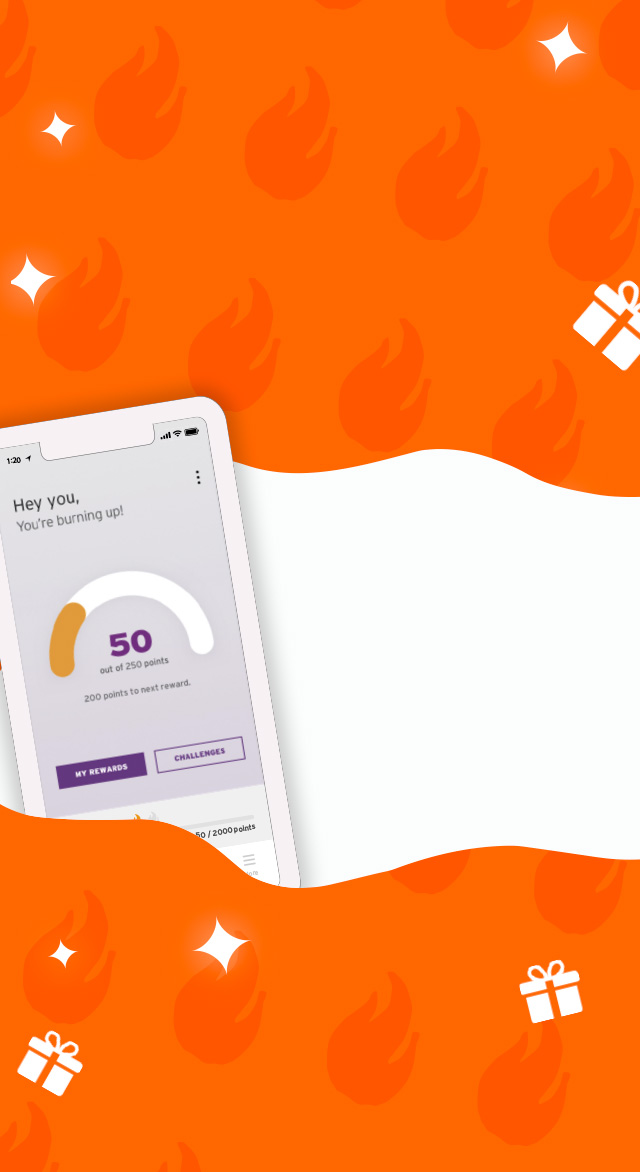 1:20
Hey you,
You're burning up!
50
out of 250 points
200 points to next reward.
MY REWARDS
CHALLENGES
50 / 2000 points